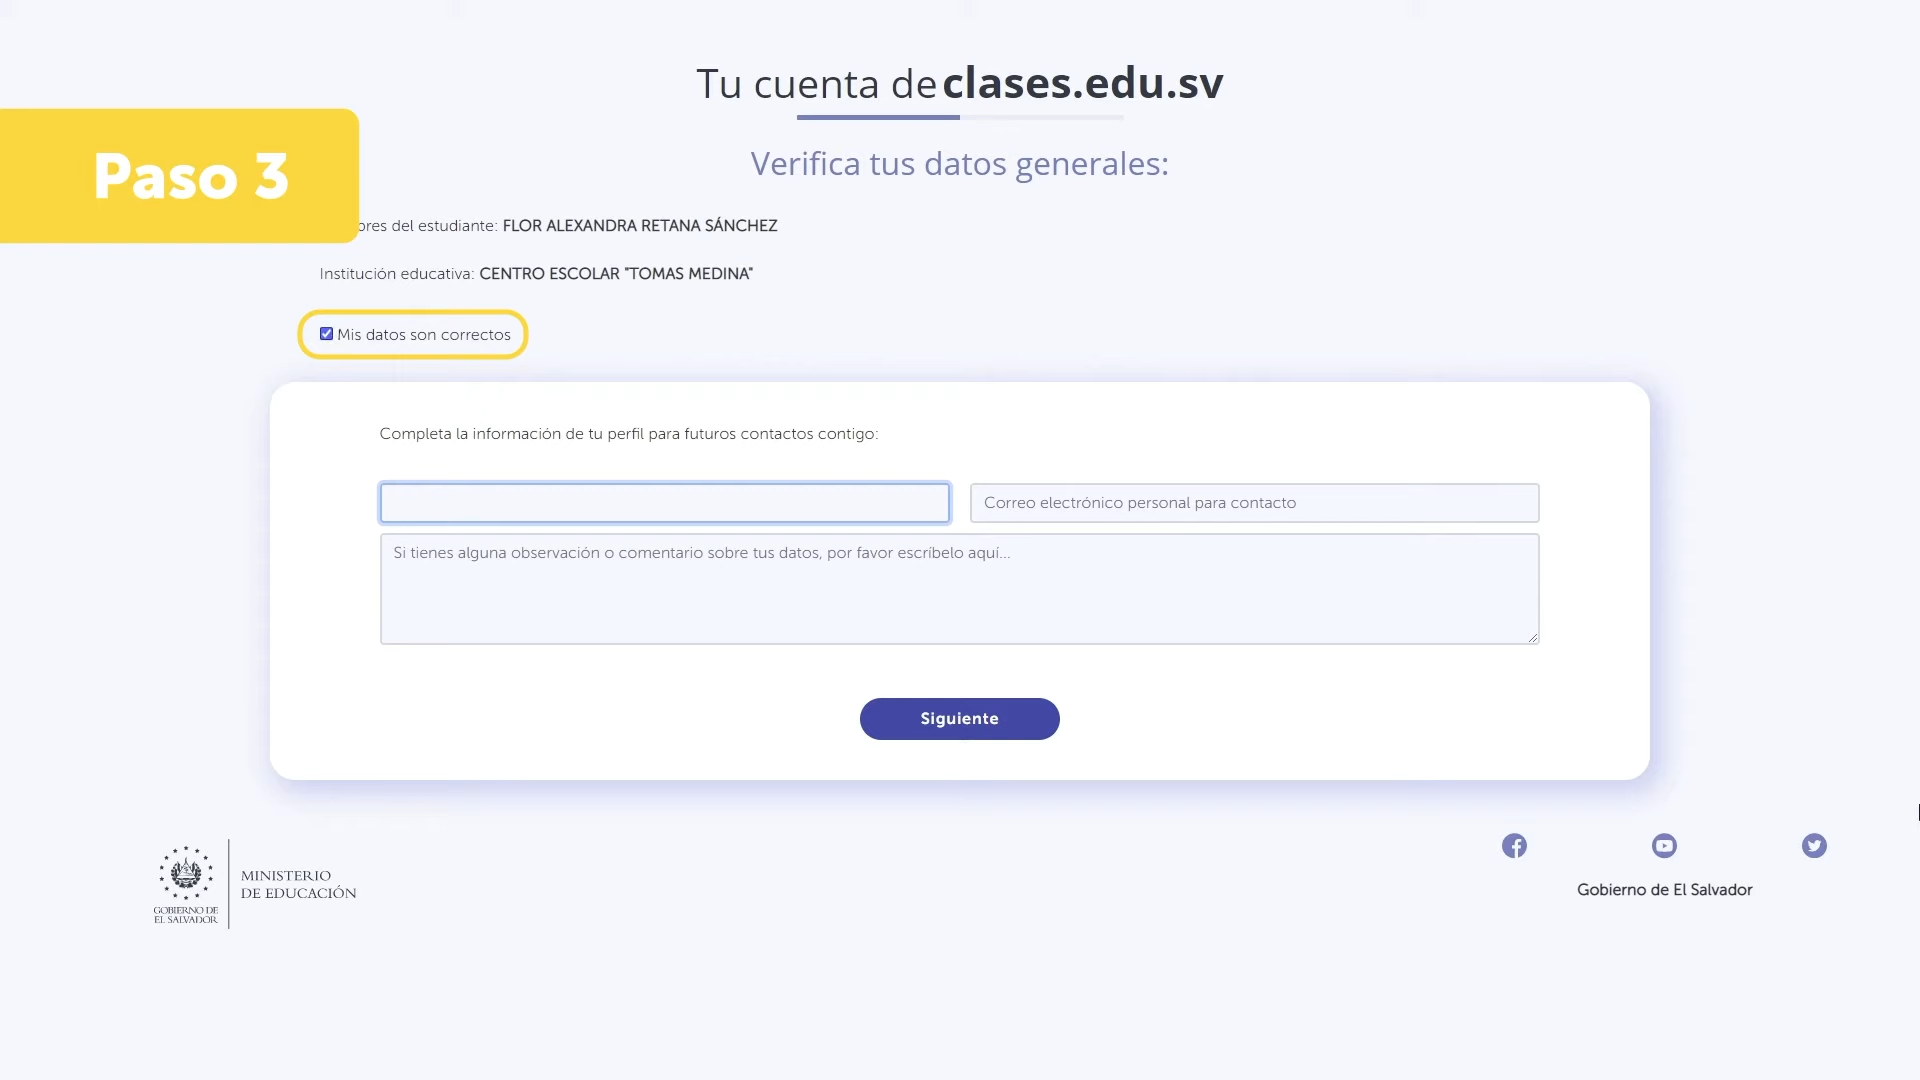 Tu cuenta de clases.edu.sv
Paso 3
Verifica tus datos generales:
del estudiante: FLOR ALEXANDRA RETANA SÁNCHEZ
Institución educativa: CENTRO ESCOLAR "TOMAS MEDINA"
Mis datos son correctos
Completa la información de tu perfil para futuros contactos contigo:
Correo electrónico personal para contacto
Si tienes alguna observación o comentario sobre tus datos, por favor escríbelo aquí...
Siguiente
GOBIERNO DE
EL SALVADOR
MINISTERIO
DE EDUCACIÓN
Gobierno de El Salvador